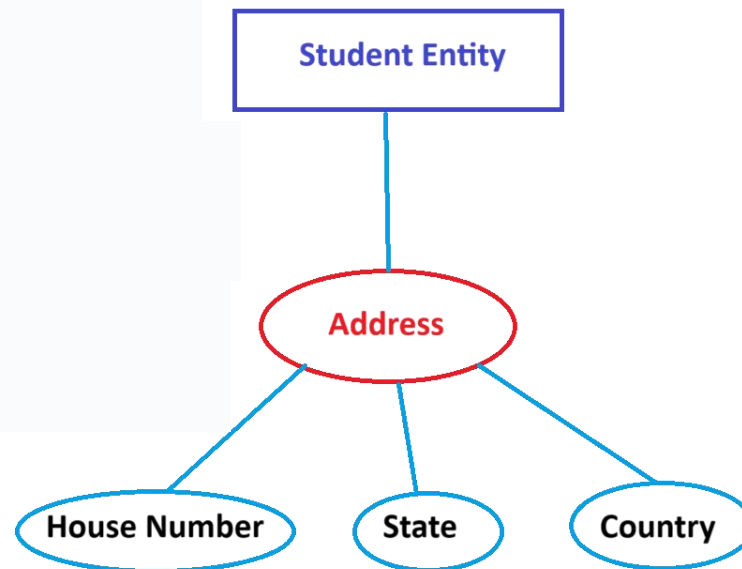 Student Entity
Address
House Number
State
Country